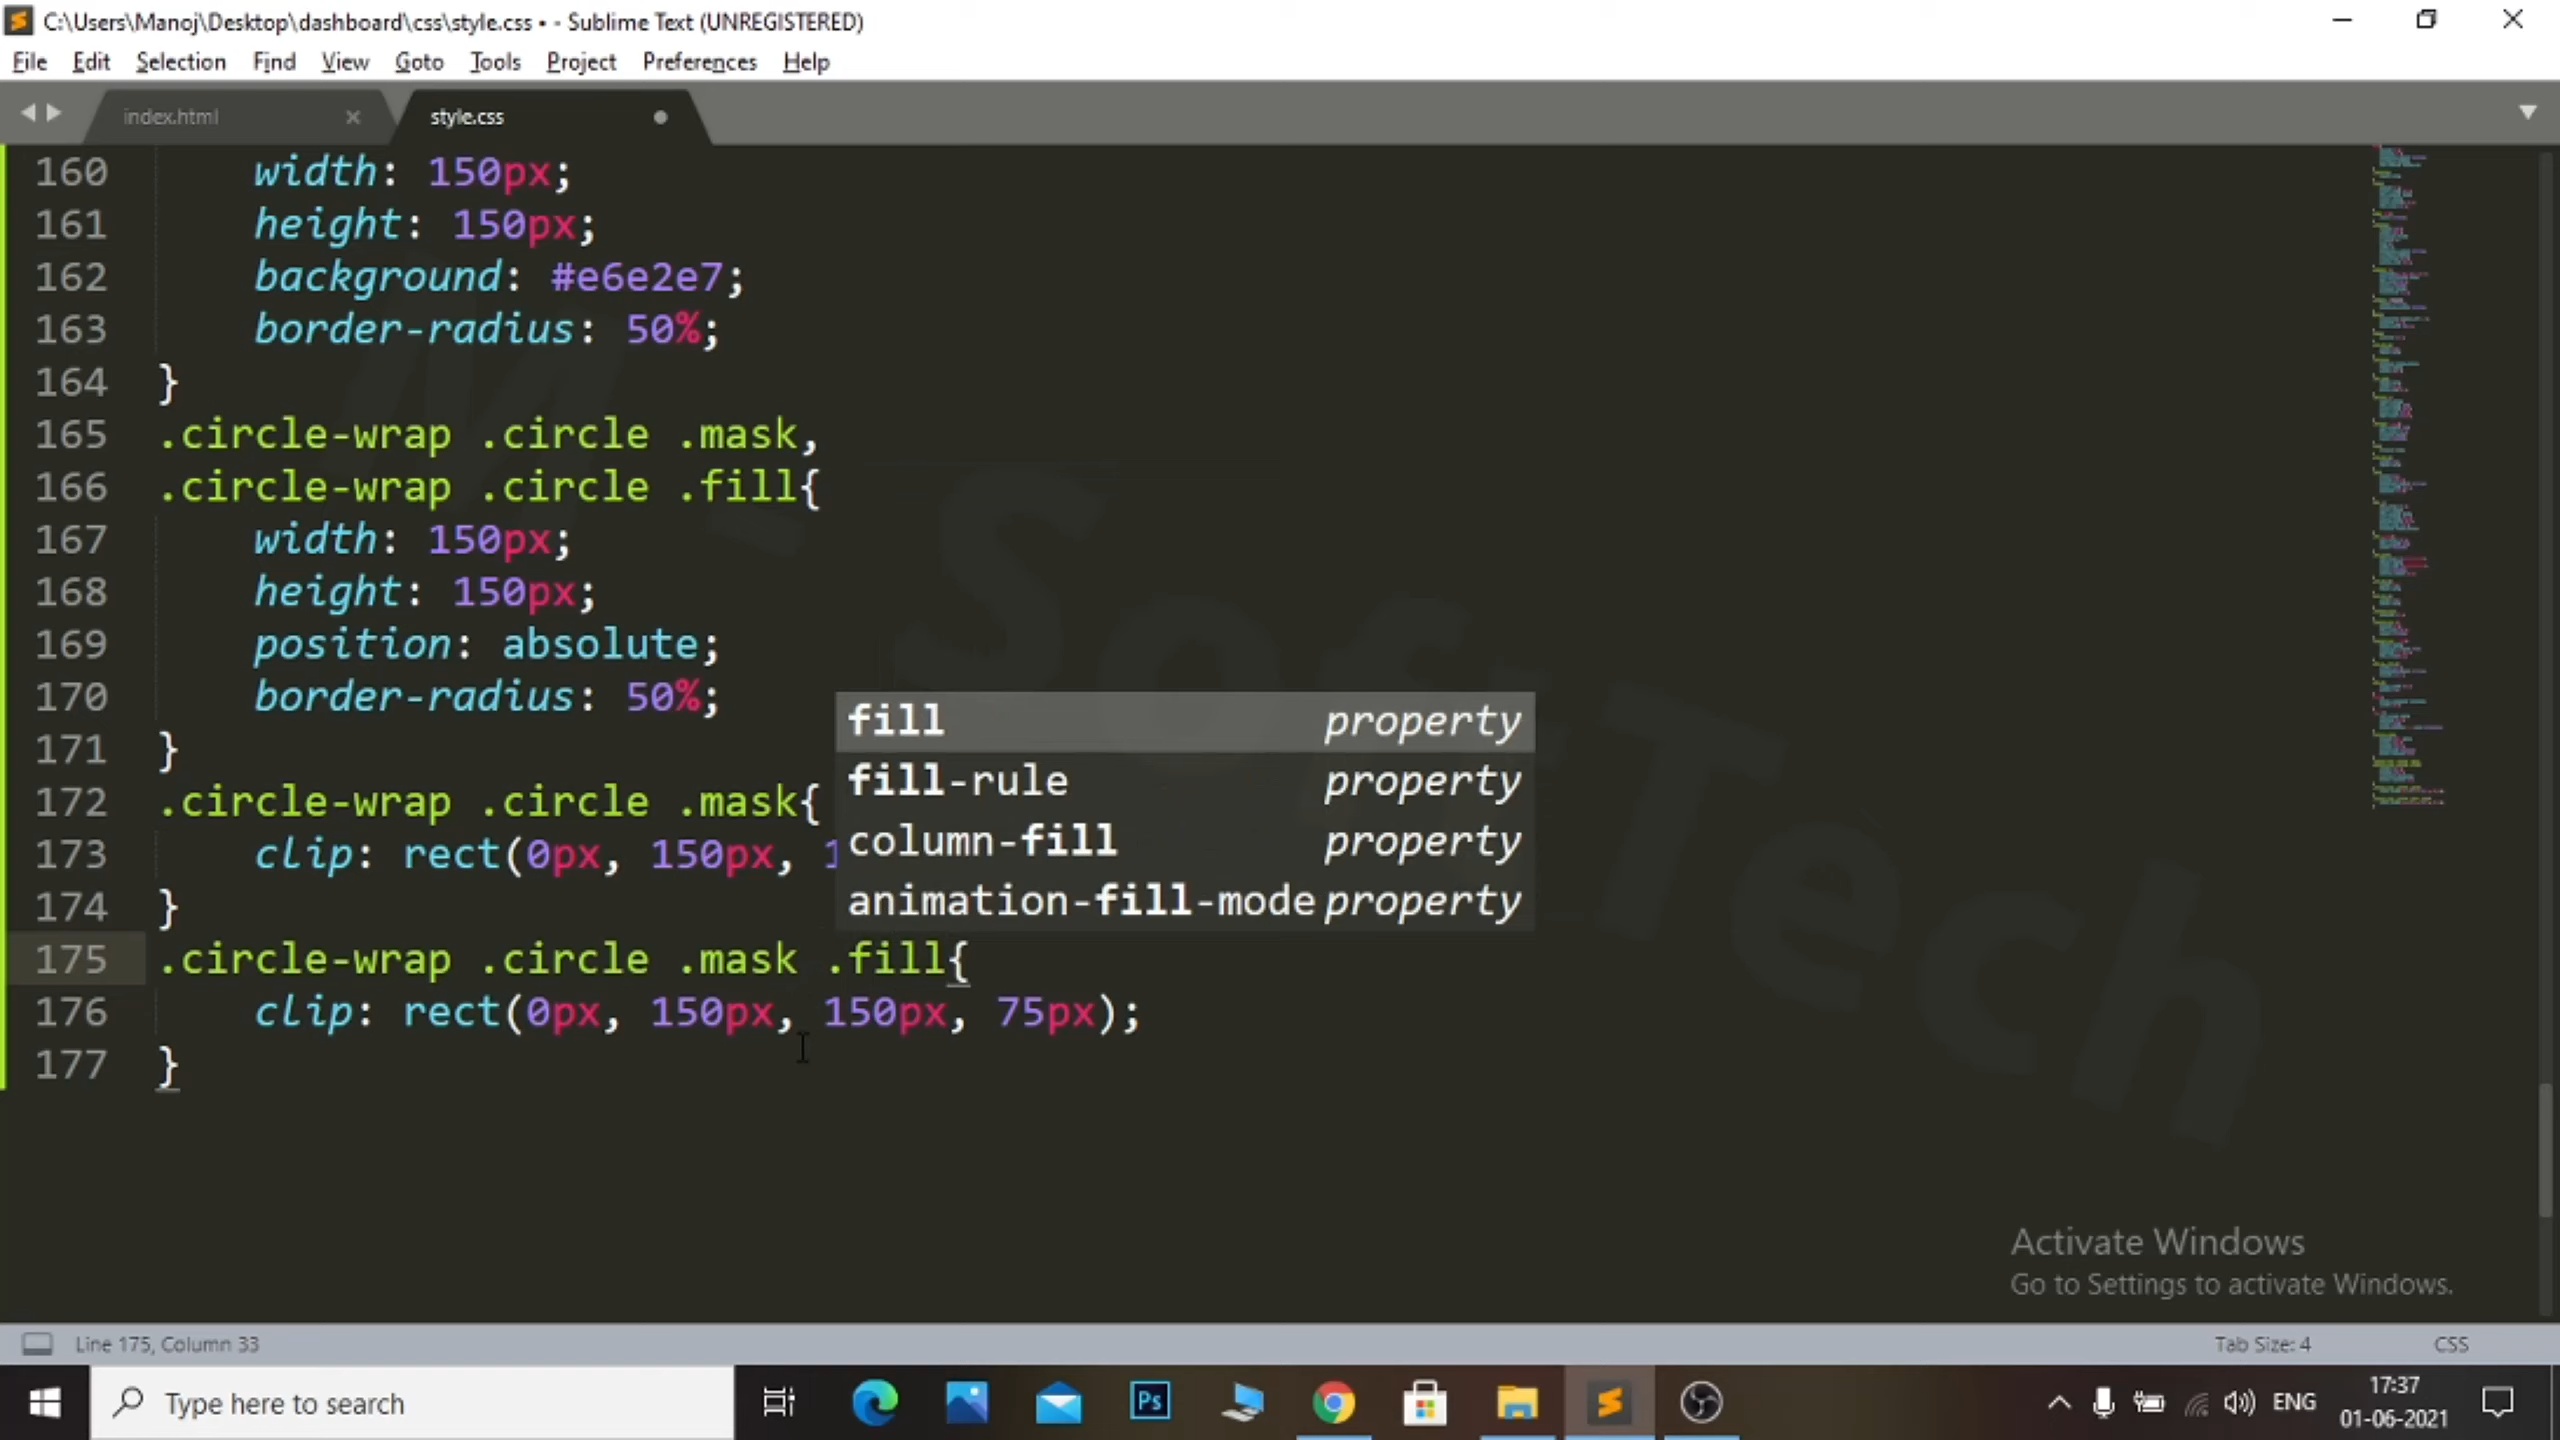 C:\Users\Manoj\Desktop\dashboard\css\style.css • - Sublime Text (UNREGISTERED)
File Edit Selection Find View Goto Tools Project Preferences Help
index.html style.css
160 width: 150px;
161 height: 150px;
162 background: #e6e2e7;
163 border-radius: 50%;
164 }
165 .circle-wrap .circle .mask,
166 .circle-wrap .circle .fill{
167 width: 150px;
168 height: 150px;
169 position: absolute;
170 border-radius: 50%;
171 }
172 .circle-wrap .circle .mask{
173 clip: rect(0px, 150px, 1
174 }
175 .circle-wrap .circle .mask .fill{
176 clip: rect(0px, 150px, 150px, 75px);
177 }
fill property
fill-rule property
column-fill property
animation-fill-mode property
M - SoftTech
Activate Windows
Go to Settings to activate Windows.
Line 175, Column 33 Tab Size: 4 CSS
Type here to search
Ps
ENG
17:37
01-06-2021